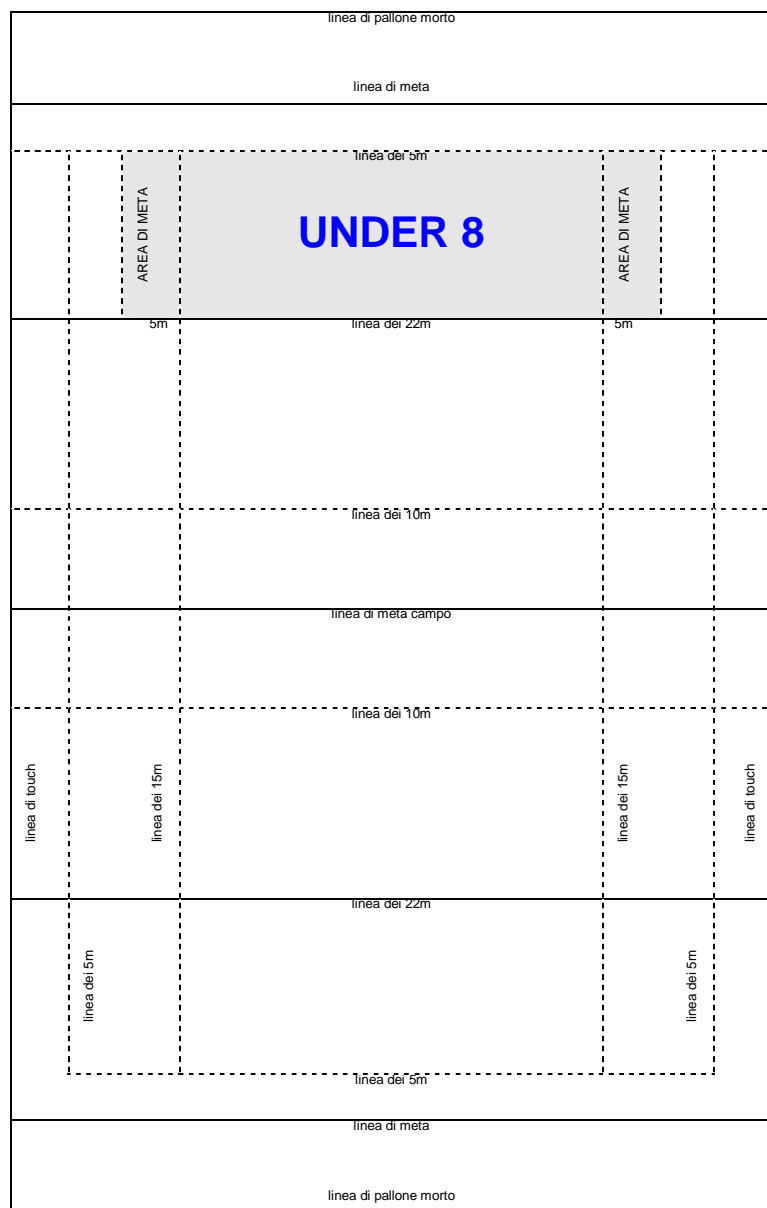 linea di pallone morto
linea di meta
linea dei 5m
AREA DI META
UNDER 8
AREA DI META
5m
linea dei 22m
5m
linea dei 10m
linea di meta campo
linea dei 10m
linea di touch
linea dei 15m
linea dei 15m
linea di touch
linea dei 22m
linea dei 5m
linea dei 5m
linea dei 5m
linea di meta
linea di pallone morto